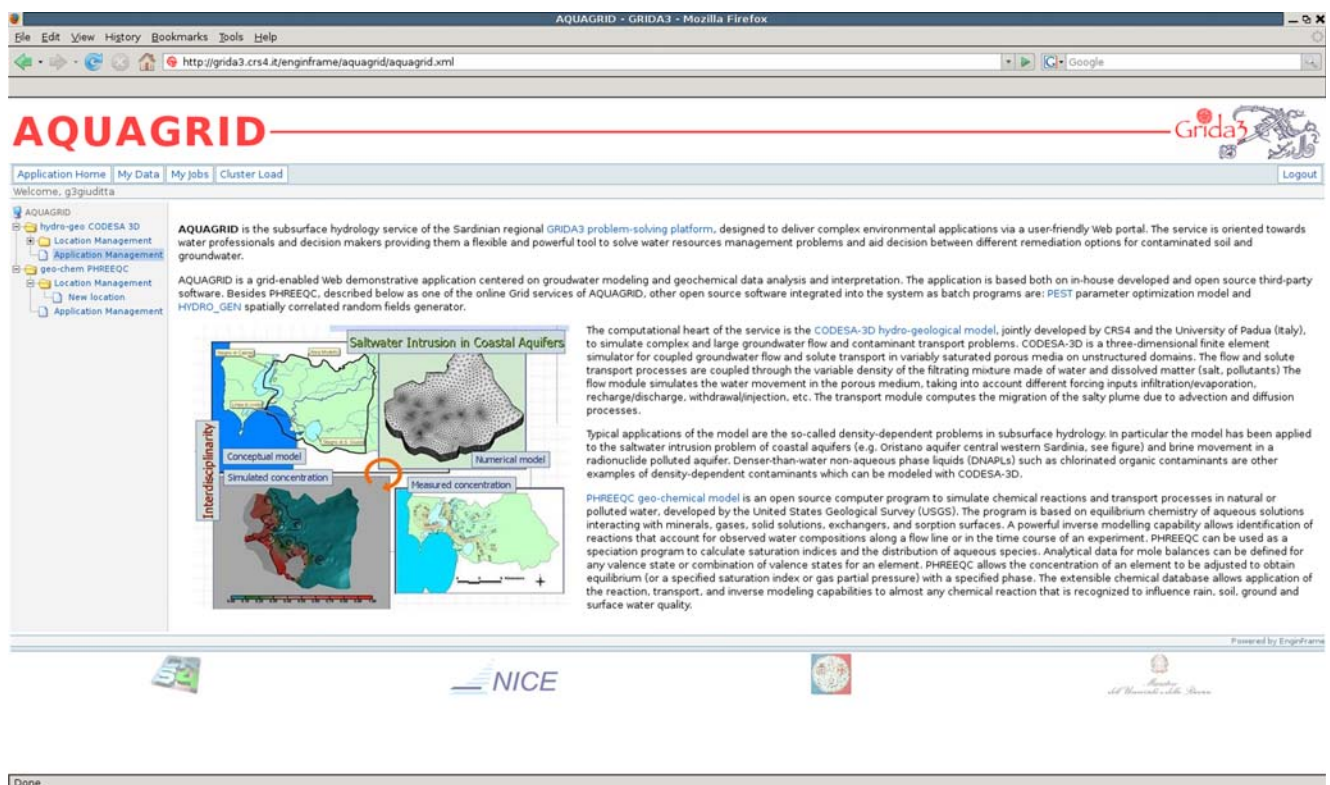 AQUAGRID - GRIDA3 - Mozilla Firefox
File Edit View History Bookmarks Tools Help
http://grida3.crs4.it/enginframe/aquagrid/aquagrid.xml
Google
AQUAGRID
Grida3
Application Home My Data My Jobs Cluster Load Logout
Welcome, g3giuditta
AQUAGRID
hydro-geo CODESA 3D
Location Management
Application Management
geo-chem PHREEQC
Location Management
New location
Application Management
AQUAGRID is the subsurface hydrology service of the Sardinian regional GRIDA3 problem-solving platform, designed to deliver complex environmental applications via a user-friendly Web portal. The service is oriented towards
water professionals and decision makers providing them a flexible and powerful tool to solve water resources management problems and aid decision between different remediation options for contaminated soil and
groundwater.
AQUAGRID is a grid-enabled Web demonstrative application centered on groudwater modeling and geochemical data analysis and interpretation. The application is based both on in-house developed and open source third-party
software. Besides PHREEQC, described below as one of the online Grid services of AQUAGRID, other open source software integrated into the system as batch programs are: PEST parameter optimization model and
HYDRO_GEN spatially correlated random fields generator.
Saltwater Intrusion in Coastal Aquifers
Interdisciplinarity
Conceptual model
Numerical model
Simulated concentration
Measured concentration
The computational heart of the service is the CODESA-3D hydro-geological model, jointly developed by CRS4 and the University of Padua (Italy),
to simulate complex and large groundwater flow and contaminant transport problems. CODESA-3D is a three-dimensional finite element
simulator for coupled groundwater flow and solute transport in variably saturated porous media on unstructured domains. The flow and solute
transport processes are coupled through the variable density of the filtrating mixture made of water and dissolved matter (salt, pollutants) The
flow module simulates the water movement in the porous medium, taking into account different forcing inputs infiltration/evaporation,
recharge/discharge, withdrawal/injection, etc. The transport module computes the migration of the salty plume due to advection and diffusion
processes.
Typical applications of the model are the so-called density-dependent problems in subsurface hydrology. In particular the model has been applied
to the saltwater intrusion problem of coastal aquifers (e.g. Oristano aquifer central western Sardinia, see figure) and brine movement in a
radionuclide polluted aquifer. Denser-than-water non-aqueous phase liquids (DNAPLs) such as chlorinated organic contaminants are other
examples of density-dependent contaminants which can be modeled with CODESA-3D.
PHREEQC geo-chemical model is an open source computer program to simulate chemical reactions and transport processes in natural or
polluted water, developed by the United States Geological Survey (USGS). The program is based on equilibrium chemistry of aqueous solutions
interacting with minerals, gases, solid solutions, exchangers, and sorption surfaces. A powerful inverse modelling capability allows identification of
reactions that account for observed water compositions along a flow line or in the time course of an experiment. PHREEQC can be used as a
speciation program to calculate saturation indices and the distribution of aqueous species. Analytical data for mole balances can be defined for
any valence state or combination of valence states for an element. PHREEQC allows the concentration of an element to be adjusted to obtain
equilibrium (or a specified saturation index or gas partial pressure) with a specified phase. The extensible chemical database allows application of
the reaction, transport, and inverse modeling capabilities to almost any chemical reaction that is recognized to influence rain, soil, ground and
surface water quality.
Powered by EnginFrame
NICE
Done